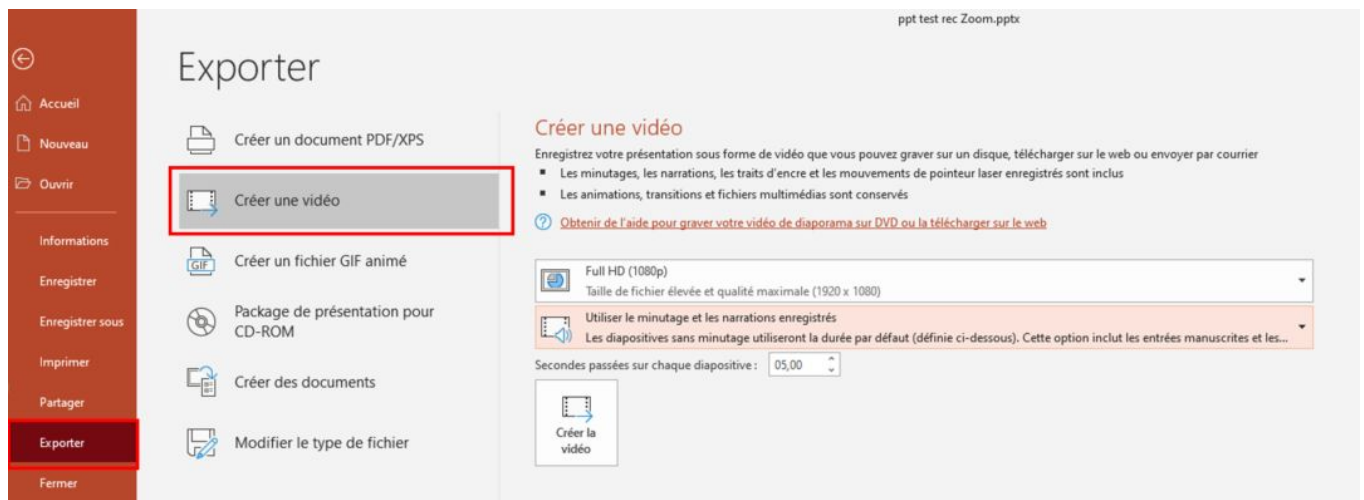 ppt test rec Zoom.pptx
Accueil
Nouveau
Ouvrir
Informations
Enregistrer
Enregistrer sous
Imprimer
Partager
Exporter
Fermer
Exporter
Créer un document PDF/XPS
Créer une vidéo
GIF
Créer un fichier GIF animé
Package de présentation pour
CD-ROM
Créer des documents
Modifier le type de fichier
Créer une vidéo
Enregistrez votre présentation sous forme de vidéo que vous pouvez graver sur un disque, télécharger sur le web ou envoyer par courrier
▪ Les minutages, les narrations, les traits d'encre et les mouvements de pointeur laser enregistrés sont inclus
▪ Les animations, transitions et fichiers multimédias sont conservés
? Obtenir de l'aide pour graver votre vidéo de diaporama sur DVD ou la télécharger sur le web
Full HD (1080p)
Taille de fichier élevée et qualité maximale (1920 x 1080)
Utiliser le minutage et les narrations enregistrés
Les diapositives sans minutage utiliseront la durée par défaut (définie ci-dessous). Cette option inclut les entrées manuscrites et les...
Secondes passées sur chaque diapositive : 05,00
Créer la
vidéo